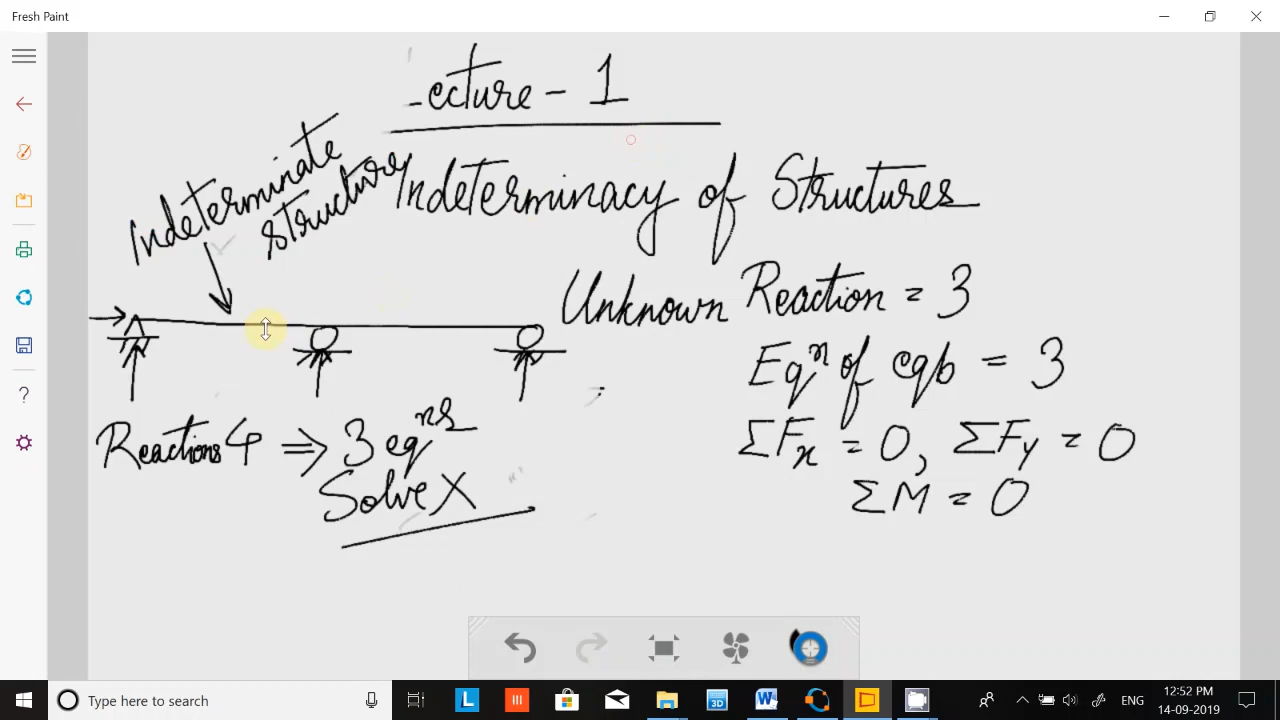 Fresh Paint
-ecture - 1
Indeterminacy of Structures
Indeterminate
structure
Unknown Reaction = 3
Eqⁿ of eqb = 3
ΣFx = 0, ΣFy = 0
ΣM = 0
Reactions 4 ⇒ 3 eqⁿˢ
Solve X
Type here to search
ENG
12:52 PM
14-09-2019